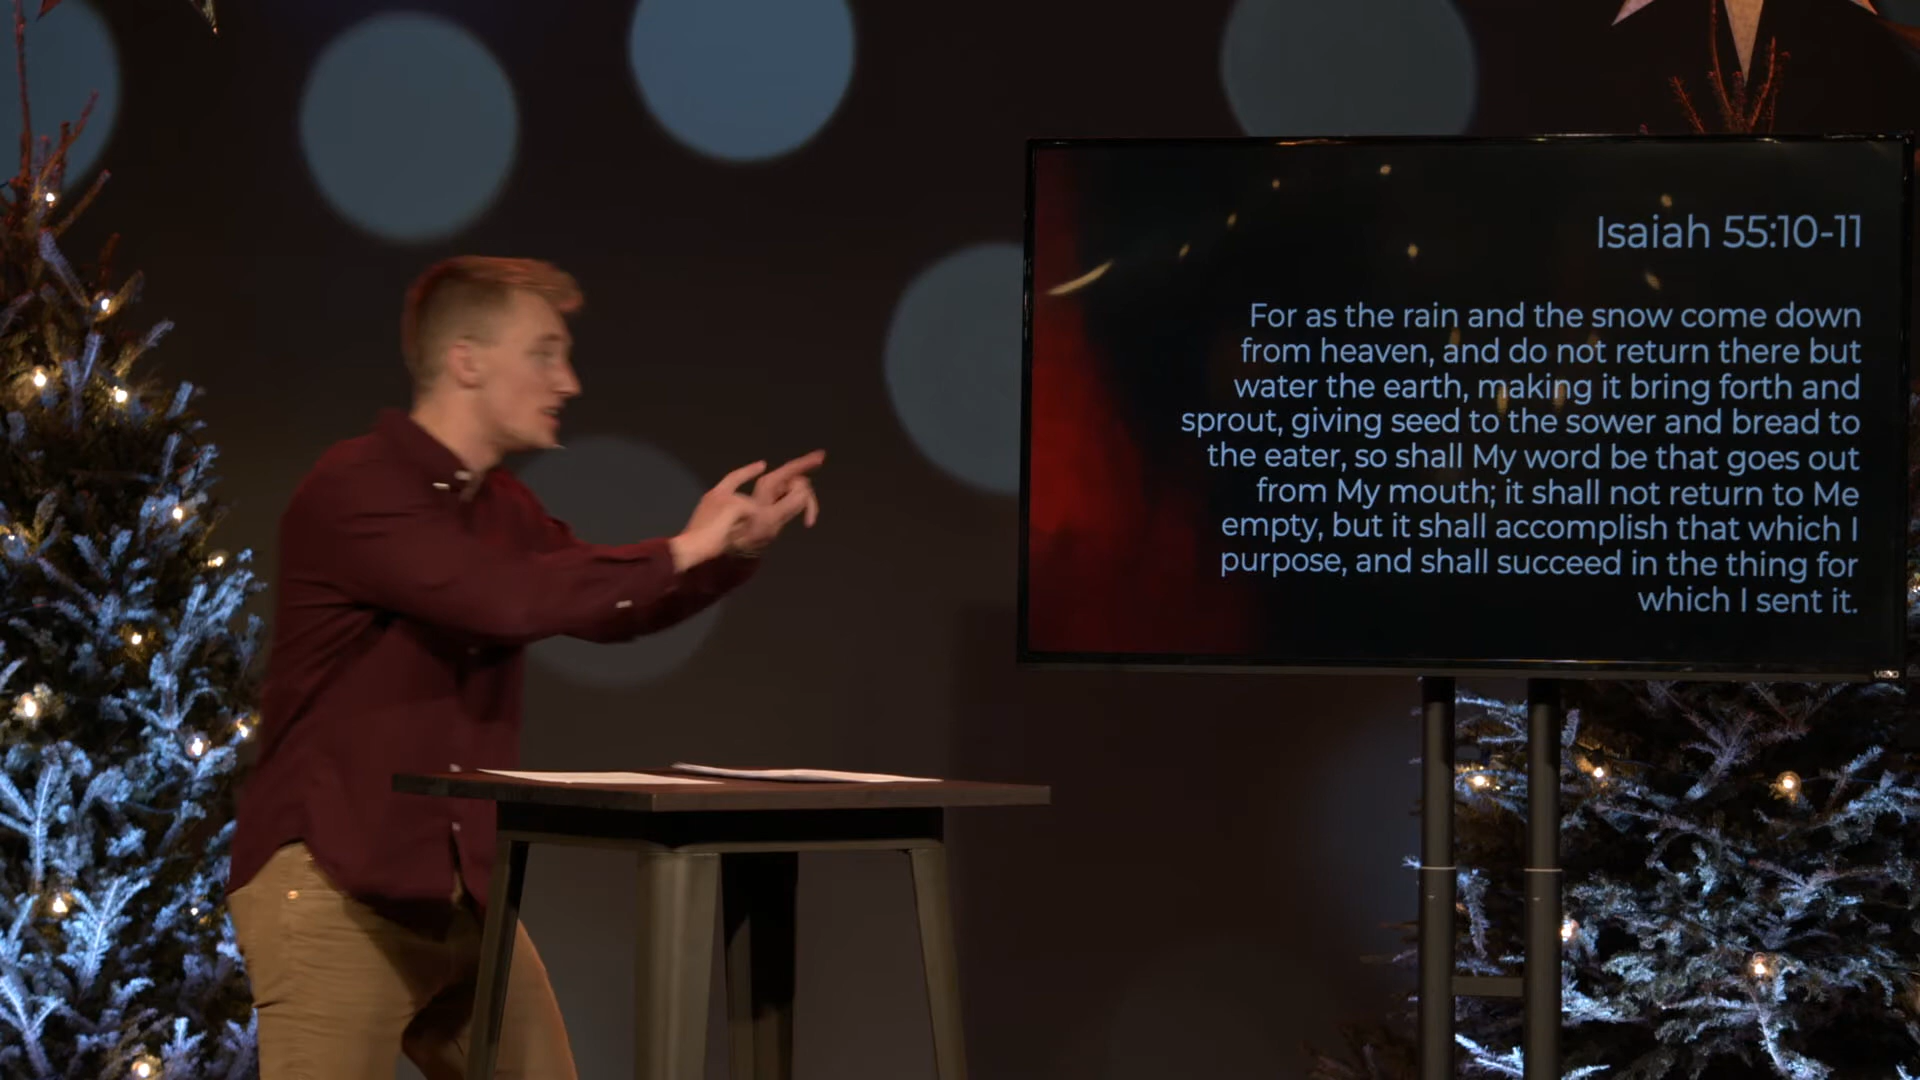 Isaiah 55:10-11
For as the rain and the snow come down
from heaven, and do not return there but
water the earth, making it bring forth and
sprout, giving seed to the sower and bread to
the eater, so shall My word be that goes out
from My mouth; it shall not return to Me
empty, but it shall accomplish that which I
purpose, and shall succeed in the thing for
which I sent it.
VIZIO